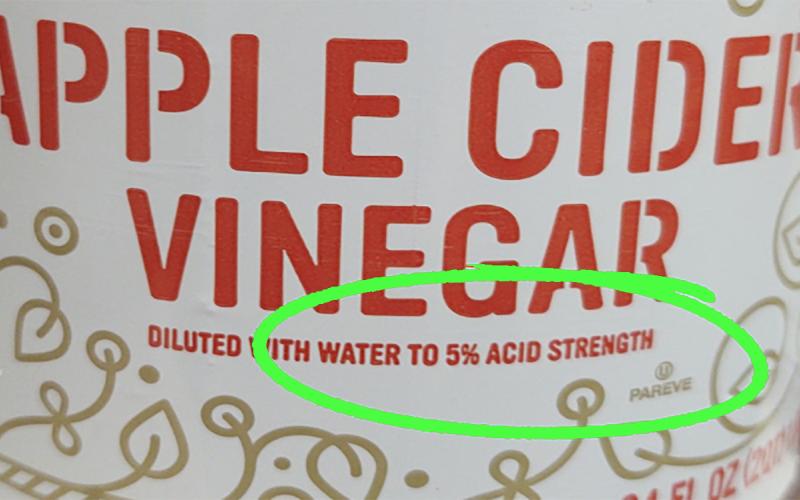 APPLE CIDER
VINEGAR
DILUTED WITH WATER TO 5% ACID STRENGTH
U
PAREVE
FL OZ